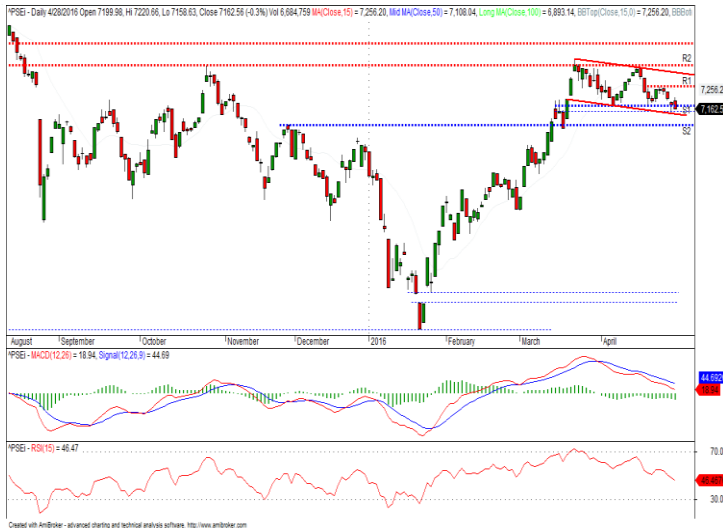 ^PSEi - Daily 4/28/2016 Open 7199.98, Hi 7220.66, Lo 7158.63, Close 7162.56 (-0.3%) Vol 6,684,759 MA(Close,15) = 7,256.20, Mid MA(Close,50) = 7,108.04, Long MA(Close,100) = 6,893.14, BBTop(Close,15,0) = 7,256.20, BBBott
R2
R1
7,256.2
7,162.5
S2
August September October November December 2016 February March April
^PSEi - MACD(12,26) = 18.94, Signal(12,26,9) = 44.69
44.692
18.94
^PSEi - RSI(15) = 46.47
70.0
30.0
Created with AmiBroker - advanced charting and technical analysis software. http://www.amibroker.com